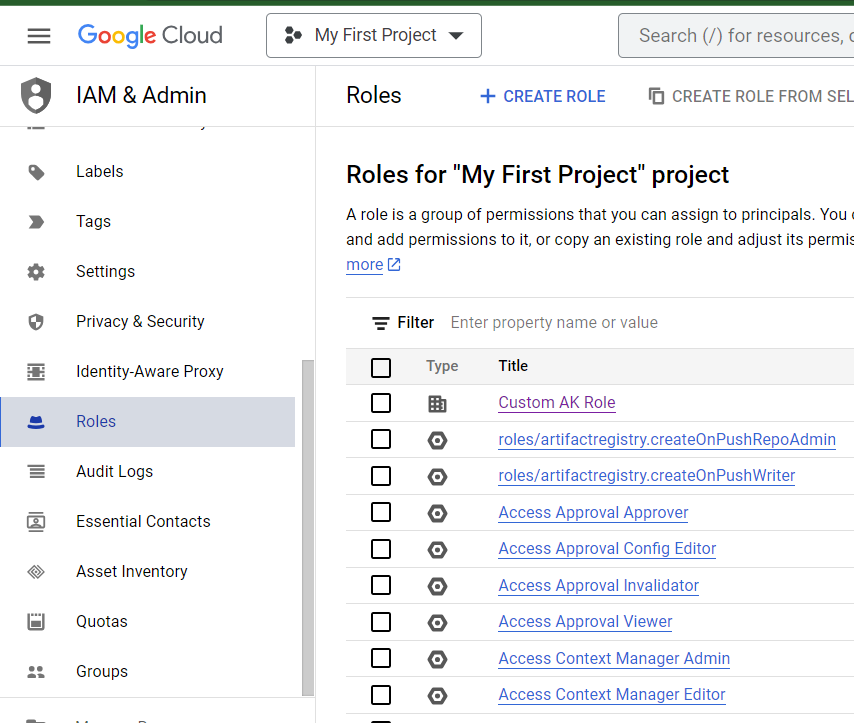 Google Cloud
My First Project
Search (/) for resources,
IAM & Admin
Labels
Tags
Settings
Privacy & Security
Identity-Aware Proxy
Roles
Audit Logs
Essential Contacts
Asset Inventory
Quotas
Groups
Roles
CREATE ROLE
CREATE ROLE FROM SEL
Roles for "My First Project" project
A role is a group of permissions that you can assign to principals. You
and add permissions to it, or copy an existing role and adjust its permis
more
Filter
Enter property name or value
Type Title
Custom AK Role
roles/artifactregistry.createOnPushRepoAdmin
roles/artifactregistry.createOnPushWriter
Access Approval Approver
Access Approval Config Editor
Access Approval Invalidator
Access Approval Viewer
Access Context Manager Admin
Access Context Manager Editor